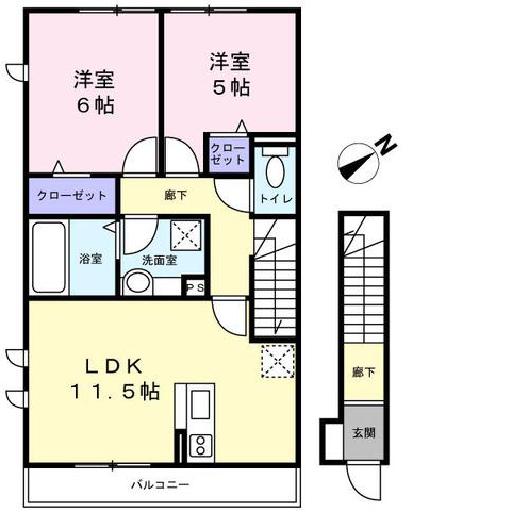 洋室
6帖
洋室
5帖
クロー
ゼット
クローゼット
廊下
トイレ
浴室
洗面室
PS
N
LDK
11.5帖
廊下
玄関
バルコニー